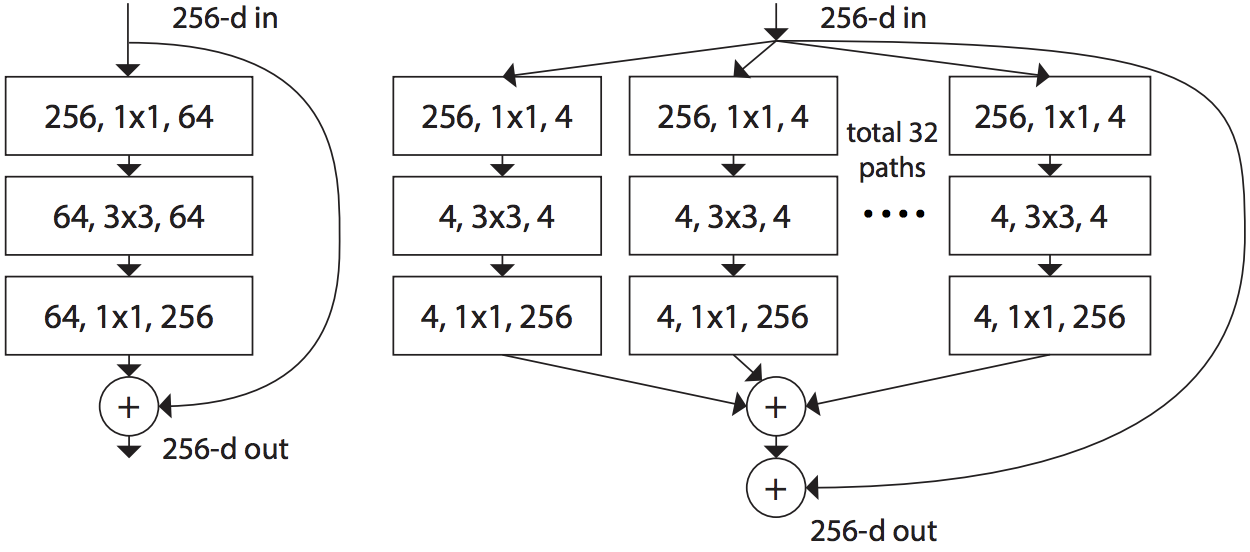 256-d in
256, 1x1, 64
64, 3x3, 64
64, 1x1, 256
+
256-d out
256-d in
256, 1x1, 4
256, 1x1, 4
total 32
paths
256, 1x1, 4
4, 3x3, 4
4, 3x3, 4
....
4, 3x3, 4
4, 1x1, 256
4, 1x1, 256
4, 1x1, 256
+
+
256-d out